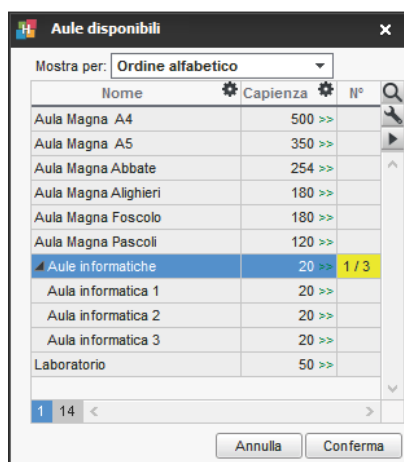 H Aule disponibili
Mostra per: Ordine alfabetico
Nome Capienza N°
Aula Magna A4 500 >>
Aula Magna A5 350 >>
Aula Magna Abbate 254 >>
Aula Magna Alighieri 180 >>
Aula Magna Foscolo 180 >>
Aula Magna Pascoli 120 >>
Aule informatiche 20 >> 1 / 3
Aula informatica 1 20 >>
Aula informatica 2 20 >>
Aula informatica 3 20 >>
Laboratorio 50 >>
1 14 < >
Annulla Conferma